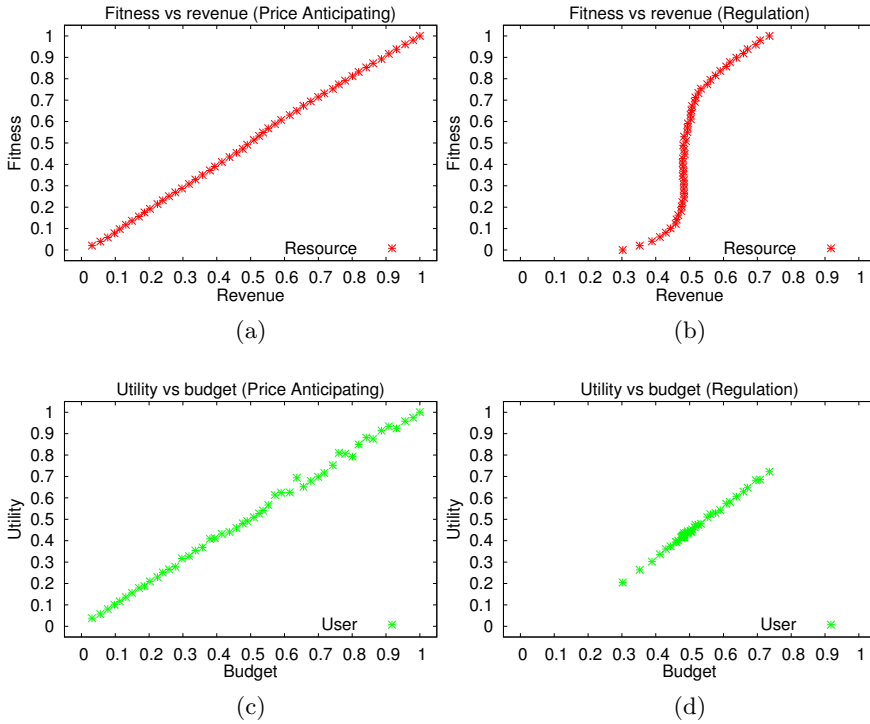 Fitness vs revenue (Price Anticipating)
1
0.9
0.8
0.7
0.6
0.5
0.4
0.3
0.2
0.1
0
Fitness
Resource
0 0.1 0.2 0.3 0.4 0.5 0.6 0.7 0.8 0.9 1
Revenue
(a)
Fitness vs revenue (Regulation)
1
0.9
0.8
0.7
0.6
0.5
0.4
0.3
0.2
0.1
0
Fitness
Resource
0 0.1 0.2 0.3 0.4 0.5 0.6 0.7 0.8 0.9 1
Revenue
(b)
Utility vs budget (Price Anticipating)
1
0.9
0.8
0.7
0.6
0.5
0.4
0.3
0.2
0.1
0
Utility
User
0 0.1 0.2 0.3 0.4 0.5 0.6 0.7 0.8 0.9 1
Budget
(c)
Utility vs budget (Regulation)
1
0.9
0.8
0.7
0.6
0.5
0.4
0.3
0.2
0.1
0
Utility
User
0 0.1 0.2 0.3 0.4 0.5 0.6 0.7 0.8 0.9 1
Budget
(d)